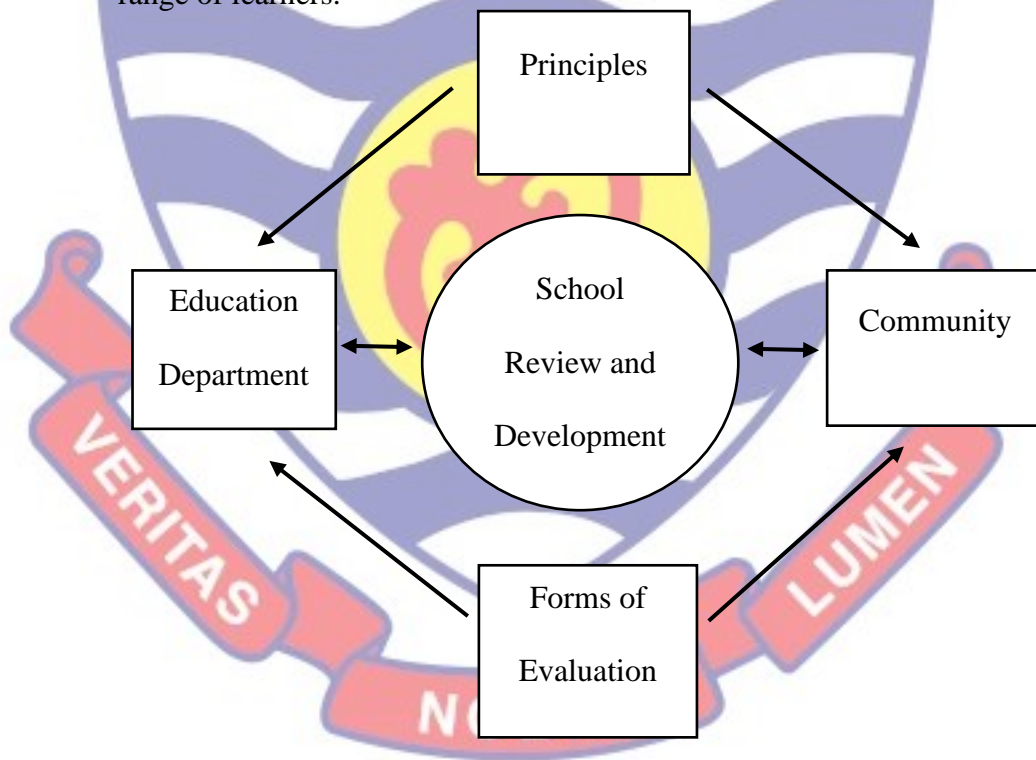 range of learners.
Principles
Education
Department
School
Review and
Development
Community
Forms of
Evaluation
VERITAS
LUMEN